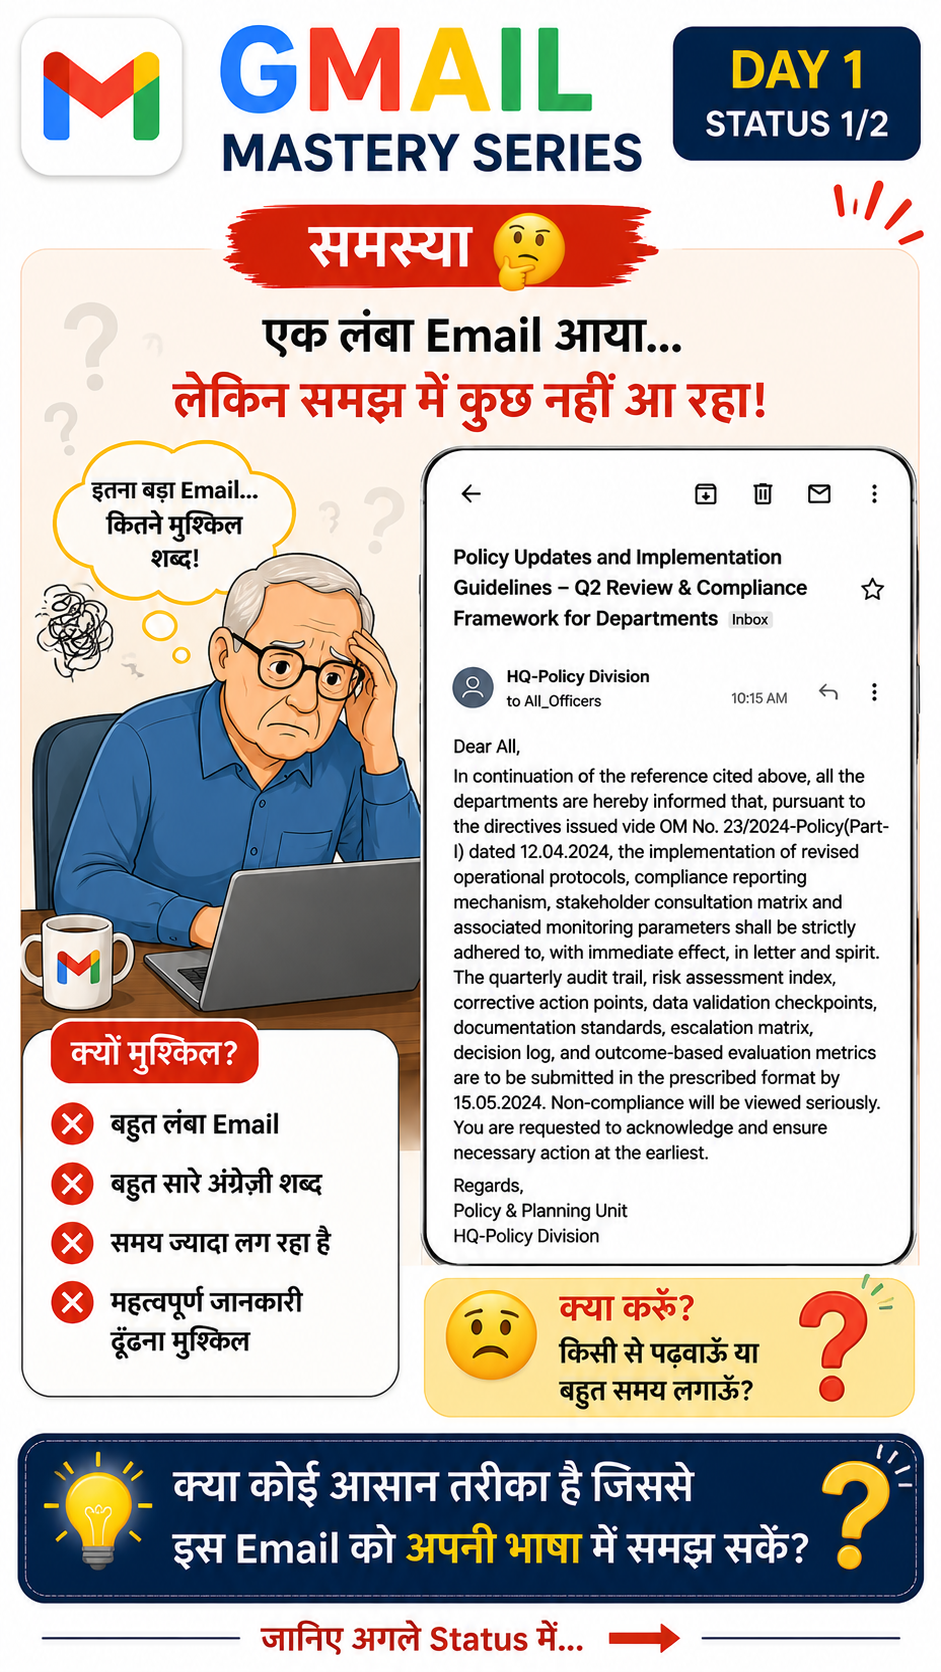 GMAIL
MASTERY SERIES
DAY 1
STATUS 1/2
समस्या
एक लंबा Email आया...
लेकिन समझ में कुछ नहीं आ रहा!
इतना बड़ा Email...
कितने मुश्किल
शब्द!
Policy Updates and Implementation
Guidelines – Q2 Review & Compliance
Framework for Departments Inbox
HQ-Policy Division
to All_Officers
10:15 AM
Dear All,
In continuation of the reference cited above, all the
departments are hereby informed that, pursuant to
the directives issued vide OM No. 23/2024-Policy(Part-
I) dated 12.04.2024, the implementation of revised
operational protocols, compliance reporting
mechanism, stakeholder consultation matrix and
associated monitoring parameters shall be strictly
adhered to, with immediate effect, in letter and spirit.
The quarterly audit trail, risk assessment index,
corrective action points, data validation checkpoints,
documentation standards, escalation matrix,
decision log, and outcome-based evaluation metrics
are to be submitted in the prescribed format by
15.05.2024. Non-compliance will be viewed seriously.
You are requested to acknowledge and ensure
necessary action at the earliest.
Regards,
Policy & Planning Unit
HQ-Policy Division
क्यों मुश्किल?
बहुत लंबा Email
बहुत सारे अंग्रेज़ी शब्द
समय ज्यादा लग रहा है
महत्वपूर्ण जानकारी
ढूंढना मुश्किल
क्या करूँ?
किसी से पढ़वाऊँ या
बहुत समय लगाऊँ?
क्या कोई आसान तरीका है जिससे
इस Email को अपनी भाषा में समझ सकें?
जानिए अगले Status में...